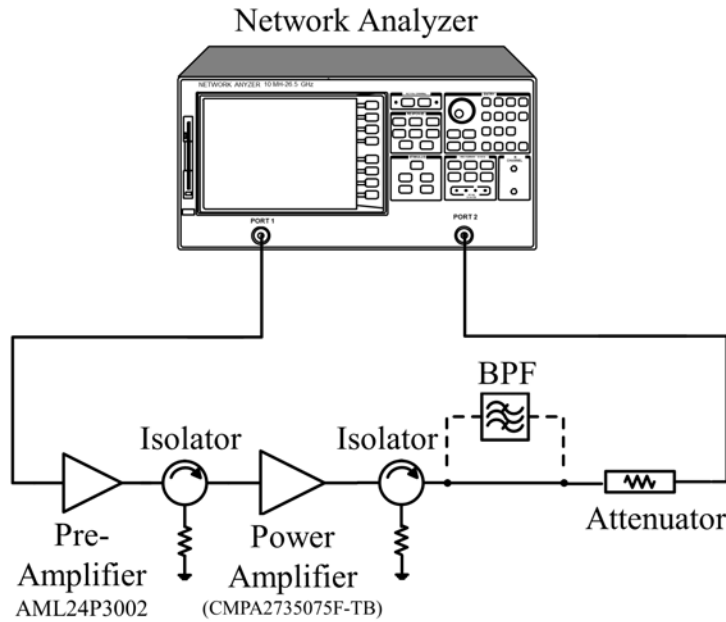 Network Analyzer
NETWORK ANYZER 10 MH-26.5 GHz
PORT 1
PORT 2
BPF
Isolator
Isolator
Pre-
Amplifier
AML24P3002
Power
Amplifier
(CMPA2735075F-TB)
Attenuator